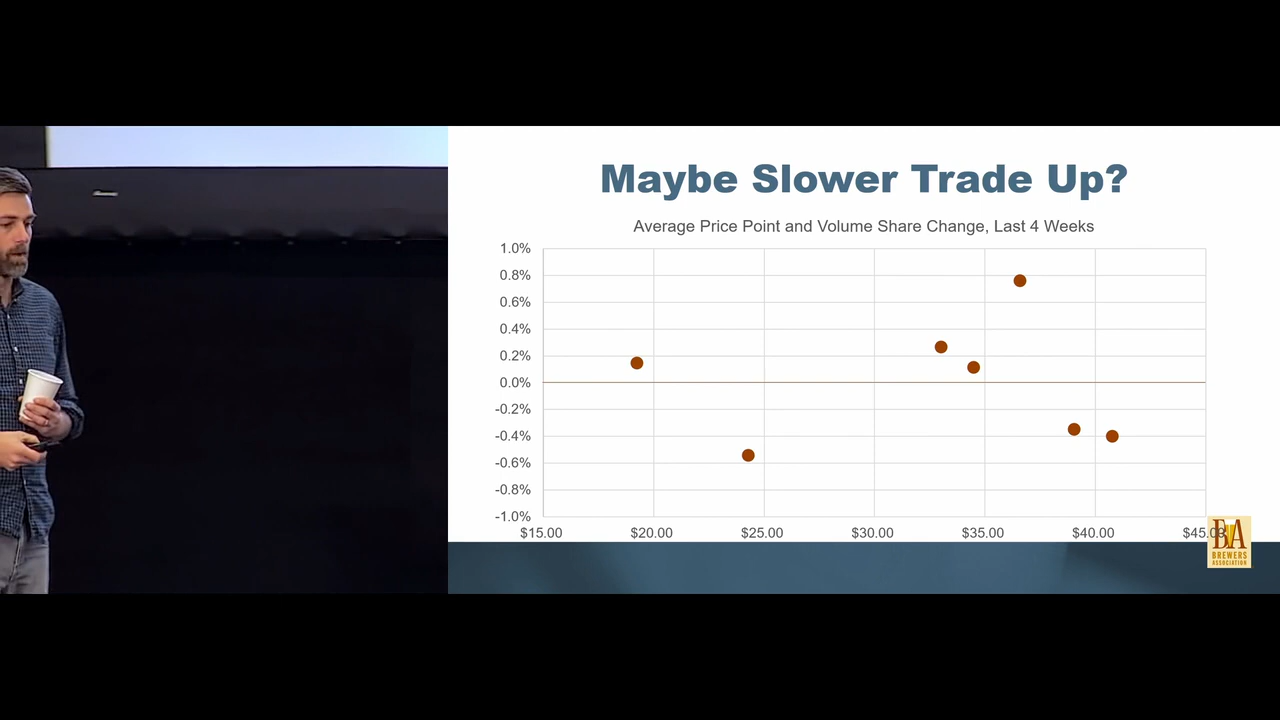 Maybe Slower Trade Up?
Average Price Point and Volume Share Change, Last 4 Weeks
1.0%
0.8%
0.6%
0.4%
0.2%
0.0%
-0.2%
-0.4%
-0.6%
-0.8%
-1.0%
$15.00 $20.00 $25.00 $30.00 $35.00 $40.00 $45.00
BA
BREWERS
ASSOCIATION